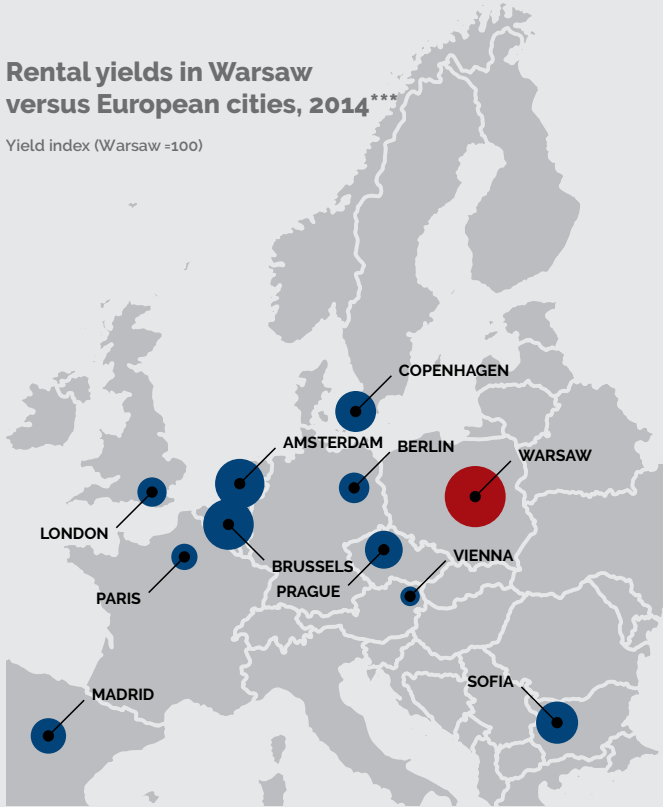 Rental yields in Warsaw
versus European cities, 2014***
Yield index (Warsaw =100)
COPENHAGEN
AMSTERDAM
BERLIN
WARSAW
LONDON
BRUSSELS
VIENNA
PRAGUE
PARIS
SOFIA
MADRID